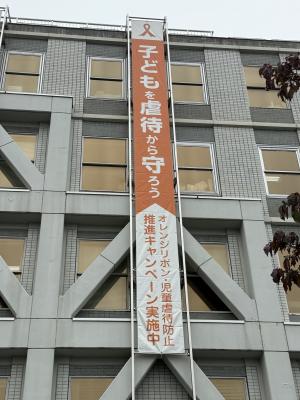 子どもを虐待から守ろう
オレンジリボン・児童虐待防止
推進キャンペーン実施中